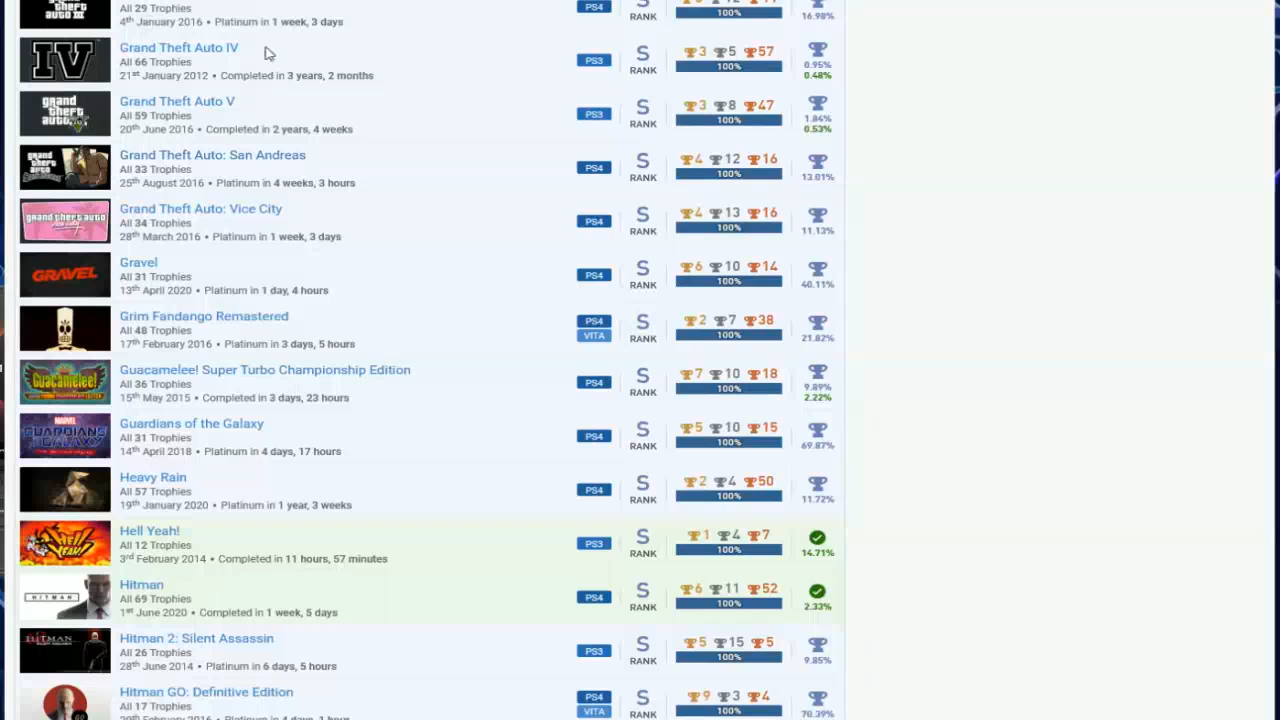 All 29 Trophies
4th January 2016 • Platinum in 1 week, 3 days
PS4
S
RANK
100%
16.98%
Grand Theft Auto IV
All 66 Trophies
21st January 2012 • Completed in 3 years, 2 months
PS3
S
RANK
3 5 57
100%
0.95%
0.48%
Grand Theft Auto V
All 59 Trophies
20th June 2016 • Completed in 2 years, 4 weeks
PS3
S
RANK
3 8 47
100%
1.84%
0.53%
Grand Theft Auto: San Andreas
All 33 Trophies
25th August 2016 • Platinum in 4 weeks, 3 hours
PS4
S
RANK
4 12 16
100%
13.01%
Grand Theft Auto: Vice City
All 34 Trophies
28th March 2016 • Platinum in 1 week, 3 days
PS4
S
RANK
4 13 16
100%
11.13%
GRAVEL
Gravel
All 31 Trophies
13th April 2020 • Platinum in 1 day, 4 hours
PS4
S
RANK
6 10 14
100%
40.11%
Grim Fandango Remastered
All 48 Trophies
17th February 2016 • Platinum in 3 days, 5 hours
PS4
VITA
S
RANK
2 7 38
100%
21.82%
Guacamelee!
Guacamelee! Super Turbo Championship Edition
All 36 Trophies
15th May 2015 • Completed in 3 days, 23 hours
PS4
S
RANK
7 10 18
100%
9.89%
2.22%
MARVEL
GUARDIANS
GALAXY
Guardians of the Galaxy
All 31 Trophies
14th April 2018 • Platinum in 4 days, 17 hours
PS4
S
RANK
5 10 15
100%
69.87%
Heavy Rain
All 57 Trophies
19th January 2020 • Platinum in 1 year, 3 weeks
PS4
S
RANK
2 4 50
100%
11.72%
HELL YEAH!
Hell Yeah!
All 12 Trophies
3rd February 2014 • Completed in 11 hours, 57 minutes
PS3
S
RANK
1 4 7
100%
14.71%
HITMAN
Hitman
All 69 Trophies
1st June 2020 • Completed in 1 week, 5 days
PS4
S
RANK
6 11 52
100%
2.33%
Hitman 2: Silent Assassin
All 26 Trophies
28th June 2014 • Platinum in 6 days, 5 hours
PS3
S
RANK
5 15 5
100%
9.85%
Hitman GO: Definitive Edition
All 17 Trophies
PS4
VITA
S
RANK
9 3 4
100%
70.39%